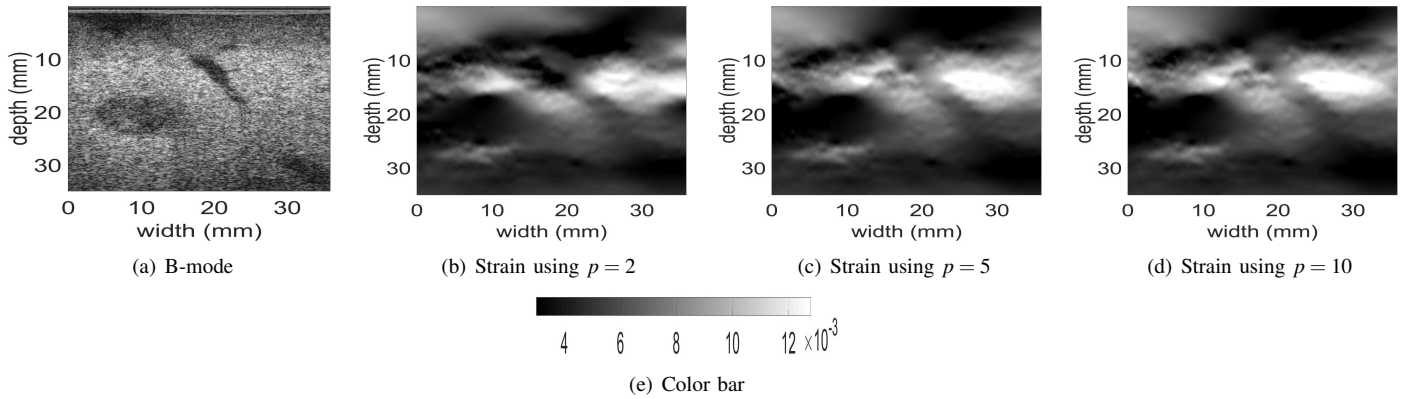 depth (mm)
10
20
30
0 10 20 30
width (mm)
(a) B-mode
depth (mm)
10
20
30
0 10 20 30
width (mm)
(b) Strain using p = 2
depth (mm)
10
20
30
0 10 20 30
width (mm)
(c) Strain using p = 5
depth (mm)
10
20
30
0 10 20 30
width (mm)
(d) Strain using p = 10
4 6 8 10 12 ×10-3
(e) Color bar